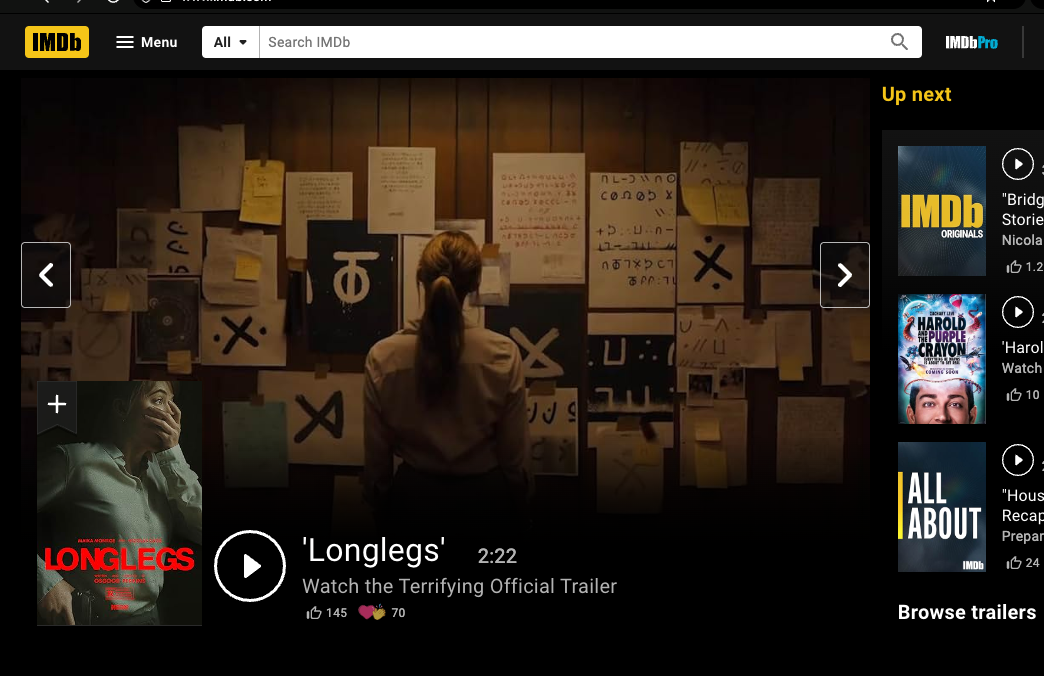 IMDb
Menu
All
Search IMDb
IMDbPro
Up next
IMDb
ORIGINALS
"Bridg
Storie
Nicola
1.2
ZACHARY LEVI
HAROLD
AND THE
PURPLE
CRAYON
COMING SOON
'Harol
Watch
10
ALL
ABOUT
IMDb
"Hous
Recap
Prepar
24
Browse trailers
LONGLEGS
'Longlegs'
2:22
Watch the Terrifying Official Trailer
145
70